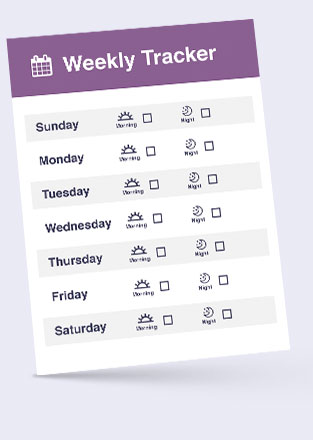 Weekly Tracker
Sunday Morning Night
Monday Morning Night
Tuesday Morning Night
Wednesday Morning Night
Thursday Morning Night
Friday Morning Night
Saturday Morning Night